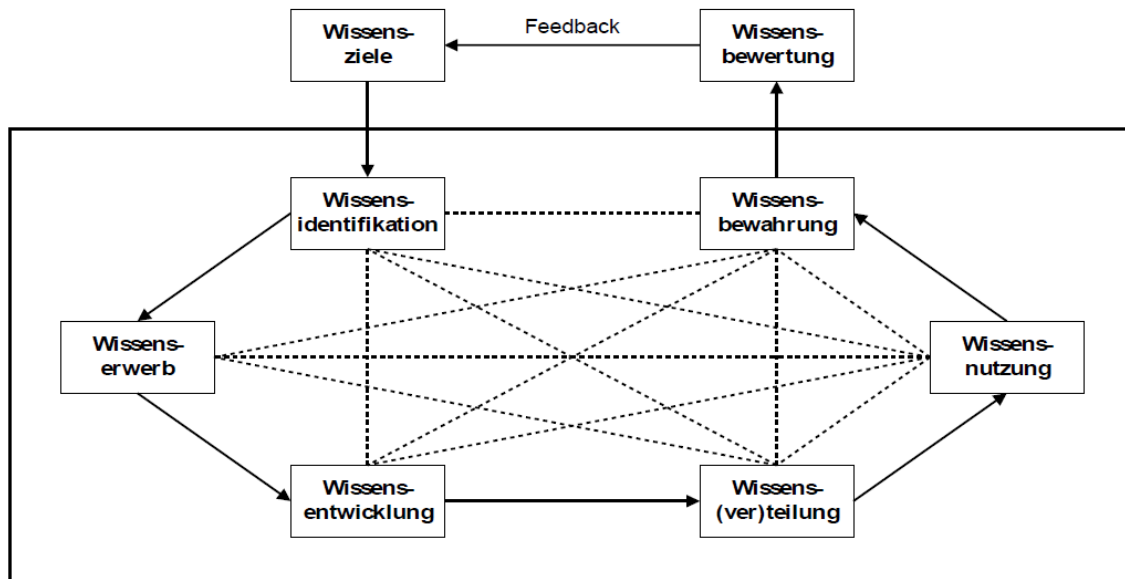 Wissens-
ziele
Feedback
Wissens-
bewertung
Wissens-
identifikation
Wissens-
bewahrung
Wissens-
erwerb
Wissens-
nutzung
Wissens-
entwicklung
Wissens-
(ver)teilung